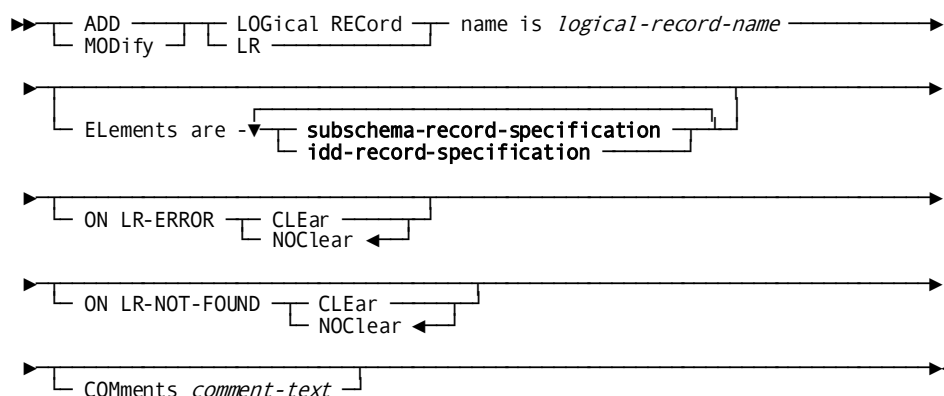 ADD LOGical RECord name is logical-record-name
MODify LR
ELements are - subschema-record-specification
idd-record-specification
ON LR-ERROR CLEar
NOClear
ON LR-NOT-FOUND CLEar
NOClear
COMments comment-text